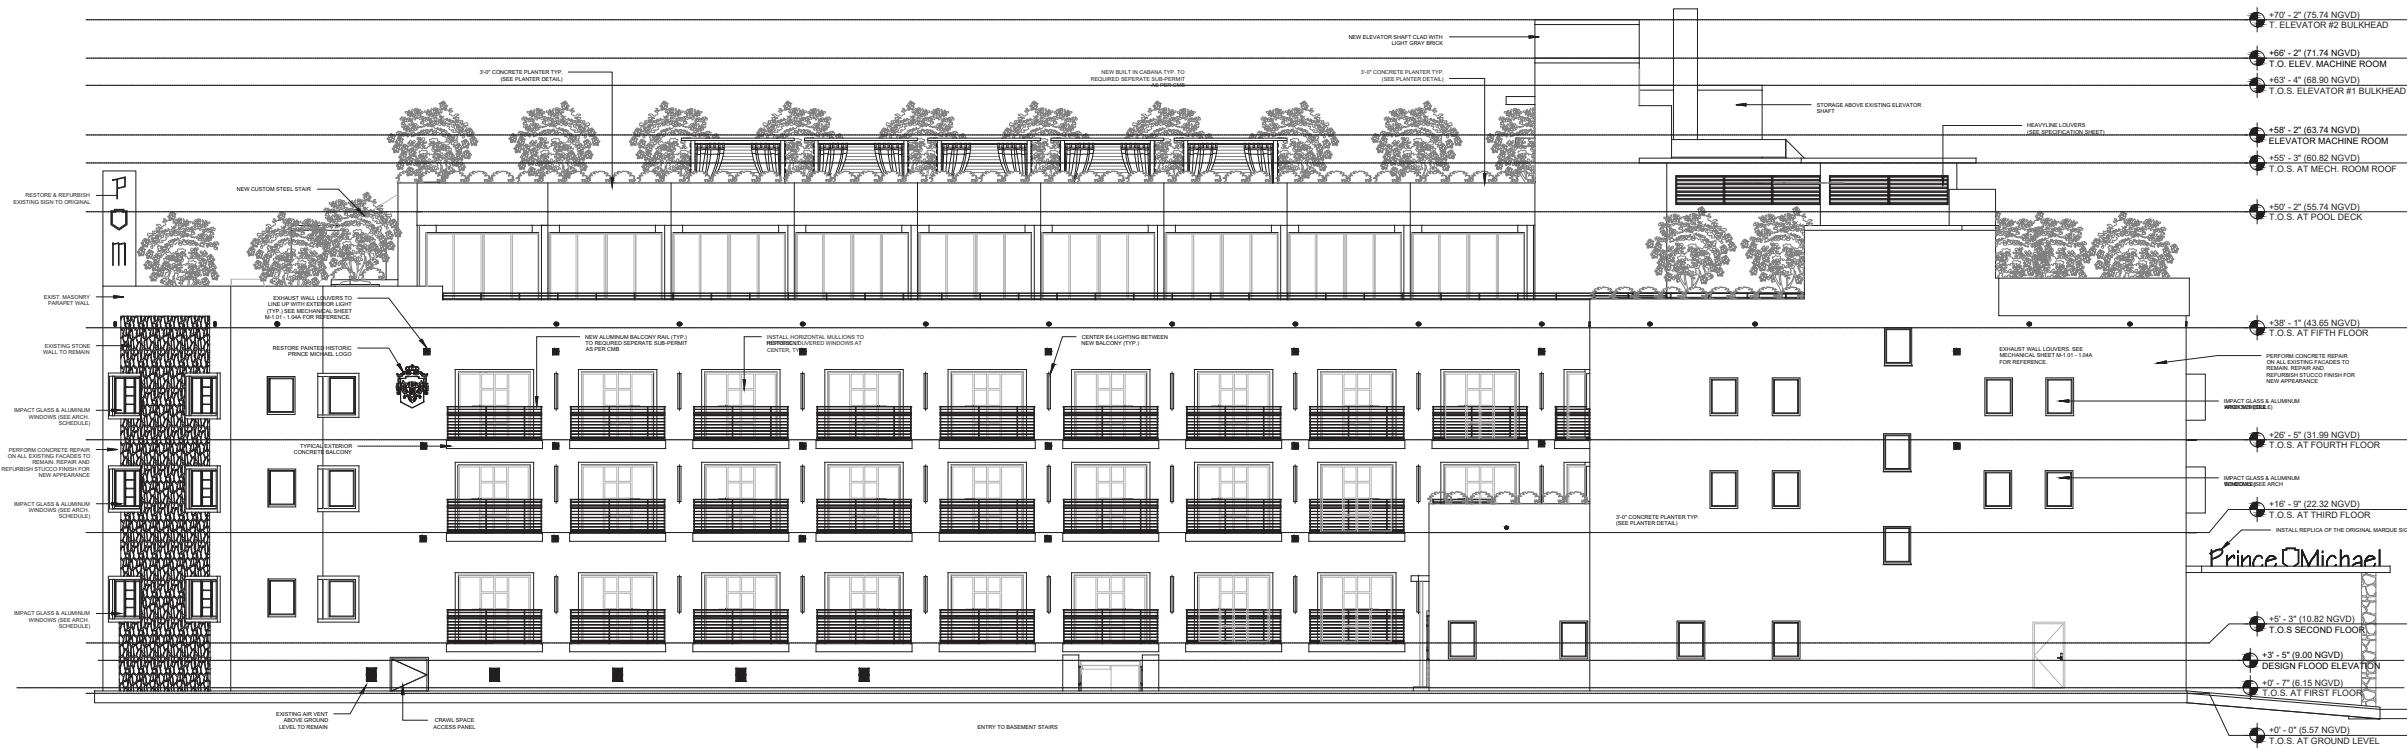 +70' - 2" (75.74 NGVD)
T. ELEVATOR #2 BULKHEAD
+66' - 2" (71.74 NGVD)
T.O. ELEV. MACHINE ROOM
+63' - 4" (68.90 NGVD)
T.O.S. ELEVATOR #1 BULKHEAD
+58' - 2" (63.74 NGVD)
ELEVATOR MACHINE ROOM
+55' - 3" (60.82 NGVD)
T.O.S. AT MECH. ROOM ROOF
+50' - 2" (55.74 NGVD)
T.O.S. AT POOL DECK
+38' - 1" (43.65 NGVD)
T.O.S. AT FIFTH FLOOR
+26' - 5" (31.99 NGVD)
T.O.S. AT FOURTH FLOOR
+16' - 9" (22.32 NGVD)
T.O.S. AT THIRD FLOOR
+5' - 3" (10.82 NGVD)
T.O.S SECOND FLOOR
+3' - 5" (9.00 NGVD)
DESIGN FLOOD ELEVATION
+0' - 7" (6.15 NGVD)
T.O.S. AT FIRST FLOOR
+0' - 0" (5.57 NGVD)
T.O.S. AT GROUND LEVEL
NEW ELEVATOR SHAFT CLAD WITH
LIGHT GRAY BRICK
3'-0" CONCRETE PLANTER TYP.
(SEE PLANTER DETAIL)
NEW BUILT IN CABANA TYP. TO
REQUIRED SEPERATE SUB-PERMIT
AS PER CMB
3'-0" CONCRETE PLANTER TYP.
(SEE PLANTER DETAIL)
STORAGE ABOVE EXISTING ELEVATOR
SHAFT
HEAVYLINE LOUVERS
(SEE SPECIFICATION SHEET)
RESTORE & REFURBISH
EXISTING SIGN TO ORIGINAL
NEW CUSTOM STEEL STAIR
P
M
EXIST. MASONRY
PARAPET WALL
EXHAUST WALL LOUVERS TO
LINE UP WITH EXTERIOR LIGHT
(TYP.) SEE MECHANICAL SHEET
M-1.01 - 1.04A FOR REFERENCE.
EXISTING STONE
WALL TO REMAIN
RESTORE PAINTED HISTORIC
PRINCE MICHAEL LOGO
NEW ALUMINUM BALCONY RAIL (TYP.)
TO REQUIRED SEPERATE SUB-PERMIT
AS PER CMB
INSTALL HORIZONTAL MULLIONS TO
CENTER, TYP
CENTER E4 LIGHTING BETWEEN
NEW BALCONY (TYP.)
EXHAUST WALL LOUVERS. SEE
MECHANICAL SHEET M-1.01 - 1.04A
FOR REFERENCE.
PERFORM CONCRETE REPAIR
ON ALL EXISTING FACADES TO
REMAIN. REPAIR AND
REFURBISH STUCCO FINISH FOR
NEW APPEARANCE
IMPACT GLASS & ALUMINUM
WINDOWS (SEE ARCH.
SCHEDULE)
IMPACT GLASS & ALUMINUM
TYPICAL EXTERIOR
CONCRETE BALCONY
PERFORM CONCRETE REPAIR
ON ALL EXISTING FACADES TO
REMAIN. REPAIR AND
REFURBISH STUCCO FINISH FOR
NEW APPEARANCE
IMPACT GLASS & ALUMINUM
SEE ARCH
IMPACT GLASS & ALUMINUM
WINDOWS (SEE ARCH.
SCHEDULE)
3'-0" CONCRETE PLANTER TYP.
(SEE PLANTER DETAIL)
INSTALL REPLICA OF THE ORIGINAL MARQUE
Prince Michael
IMPACT GLASS & ALUMINUM
WINDOWS (SEE ARCH.
SCHEDULE)
EXISTING AIR VENT
ABOVE GROUND
LEVEL TO REMAIN
CRAWL SPACE
ACCESS PANEL
ENTRY TO BASEMENT STAIRS